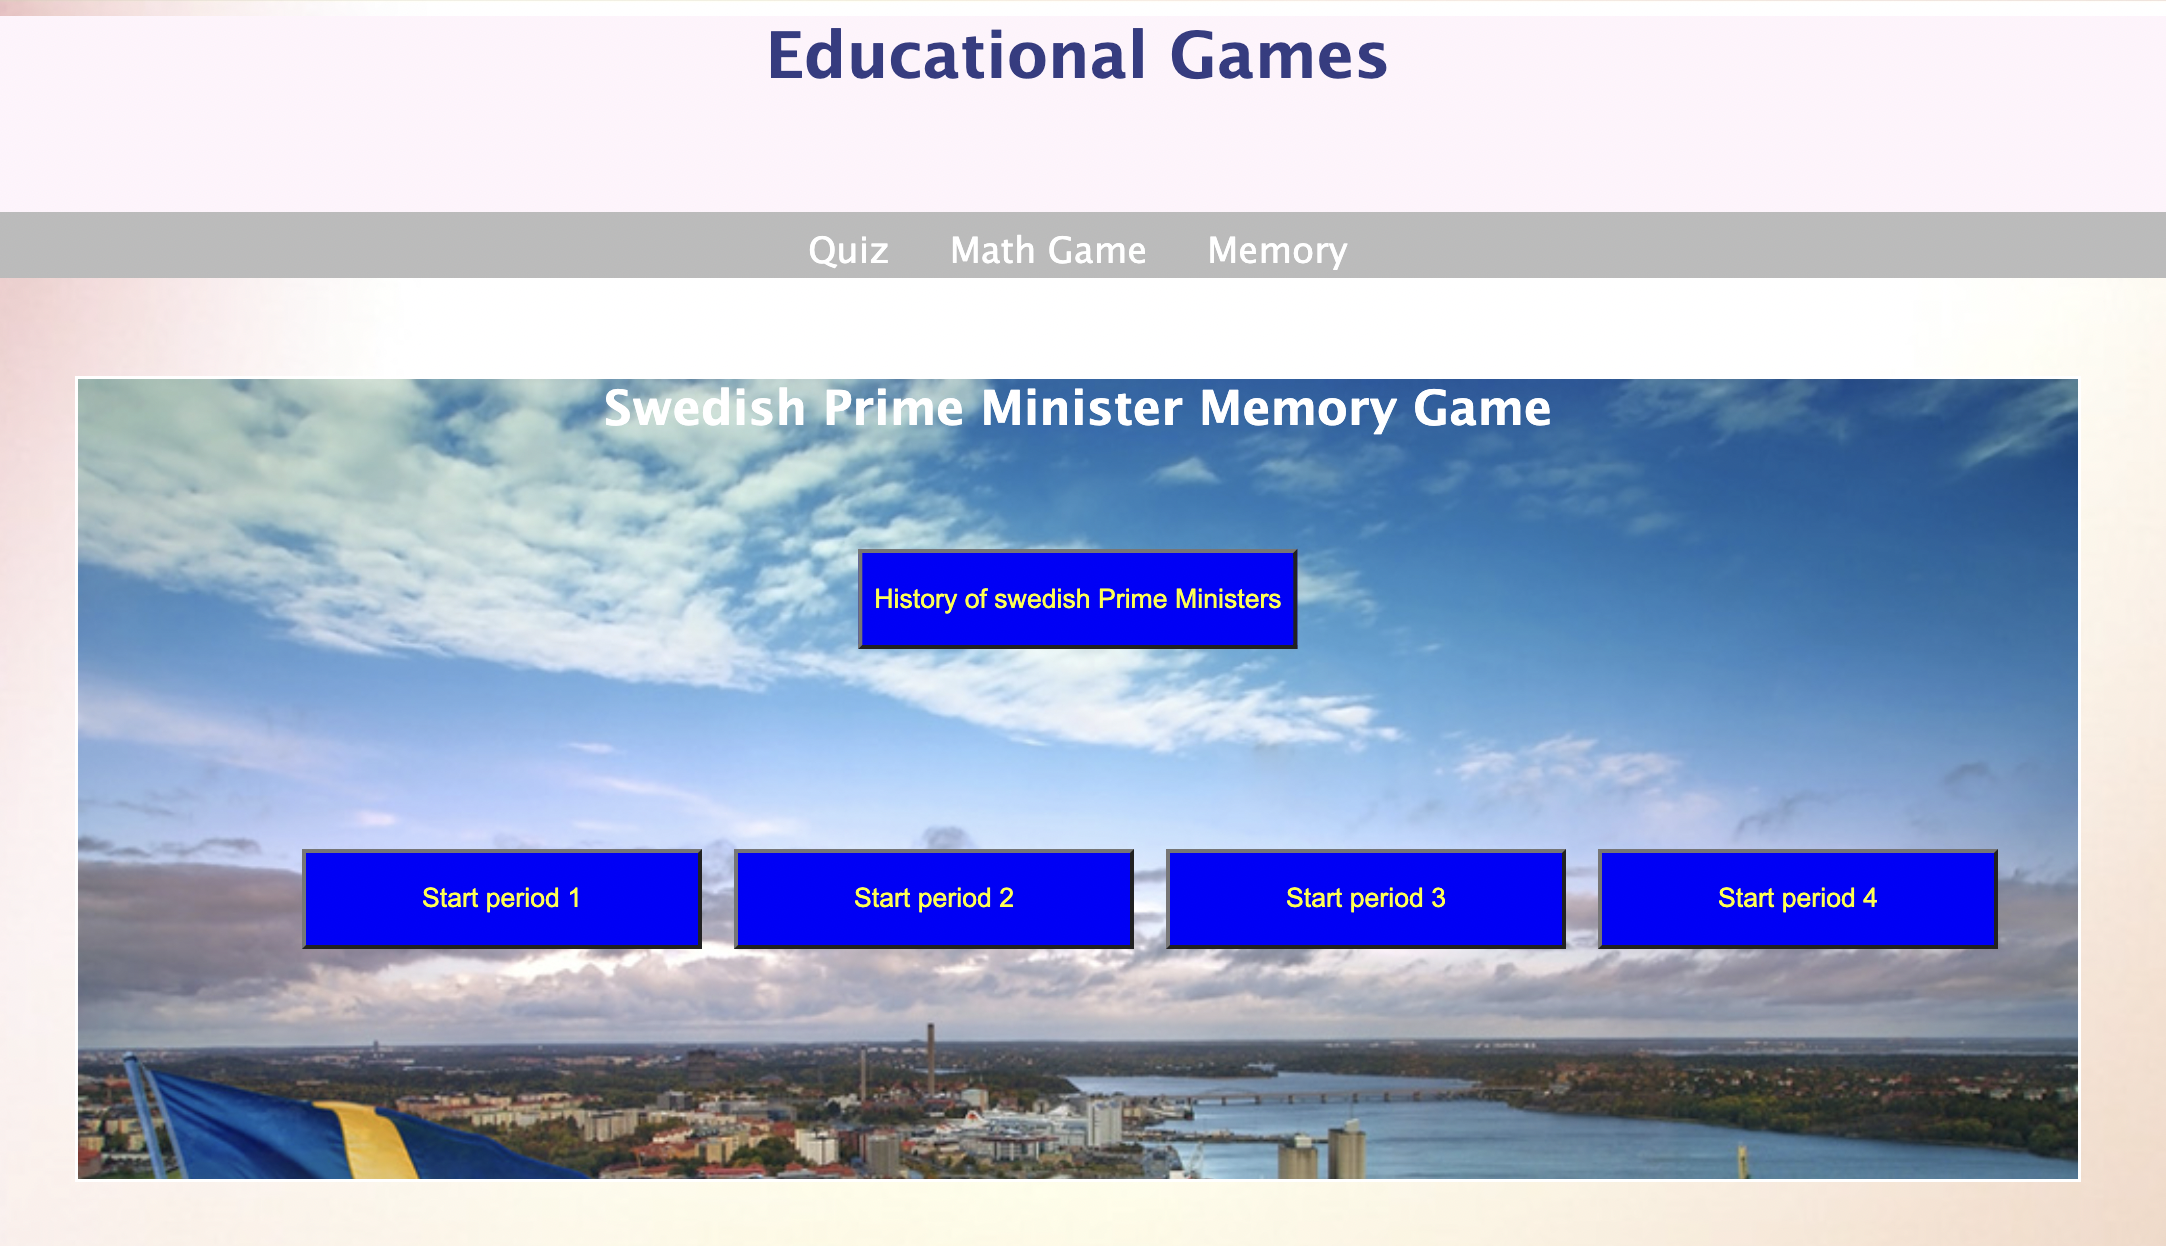 Educational Games
Quiz Math Game Memory
Swedish Prime Minister Memory Game
History of swedish Prime Ministers
Start period 1 Start period 2 Start period 3 Start period 4